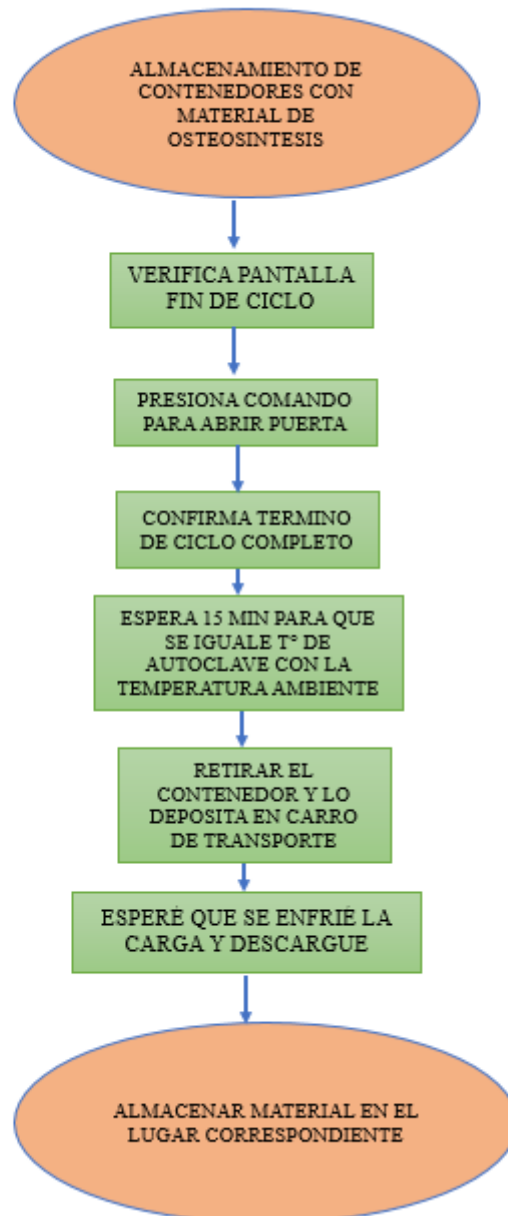 ALMACENAMIENTO DE
CONTENEDORES CON
MATERIAL DE
OSTEOSINTESIS
VERIFICA PANTALLA
FIN DE CICLO
PRESIONA COMANDO
PARA ABRIR PUERTA
CONFIRMA TERMINO
DE CICLO COMPLETO
ESPERA 15 MIN PARA QUE
SE IGUALE T° DE
AUTOCLAVE CON LA
TEMPERATURA AMBIENTE
RETIRAR EL
CONTENEDOR Y LO
DEPOSITA EN CARRO
DE TRANSPORTE
ESPERÉ QUE SE ENFRIÉ LA
CARGA Y DESCARGUE
ALMACENAR MATERIAL EN EL
LUGAR CORRESPONDIENTE